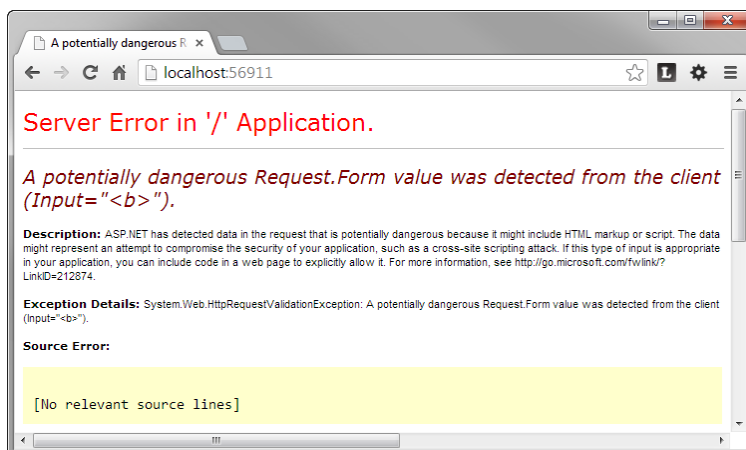 A potentially dangerous R
localhost:56911
L
Server Error in '/' Application.
A potentially dangerous Request.Form value was detected from the client
(Input="<b>").
Description: ASP.NET has detected data in the request that is potentially dangerous because it might include HTML markup or script. The data
might represent an attempt to compromise the security of your application, such as a cross-site scripting attack. If this type of input is appropriate
in your application, you can include code in a web page to explicitly allow it. For more information, see http://go.microsoft.com/fwlink/?
LinkID=212874.
Exception Details: System.Web.HttpRequestValidationException: A potentially dangerous Request.Form value was detected from the client
(Input="<b>").
Source Error:
[No relevant source lines]